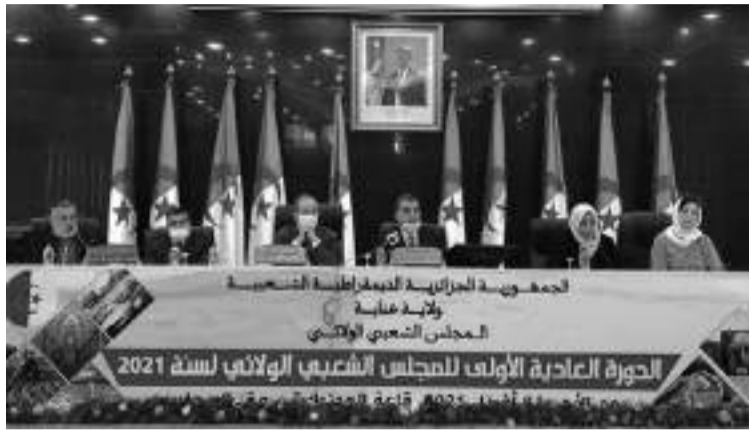 الجمهورية الجزائرية الديمقراطية الشعبية
ولاية عنابة
المجلس الشعبي الولائي
الدورة العادية الأولى للمجلس الشعبي الولائي لسنة 2021